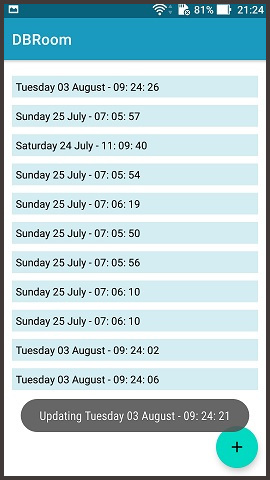 81% 21:24
DBRoom
Tuesday 03 August - 09: 24: 26
Sunday 25 July - 07: 05: 57
Saturday 24 July - 11: 09: 40
Sunday 25 July - 07: 05: 54
Sunday 25 July - 07: 06: 19
Sunday 25 July - 07: 05: 50
Sunday 25 July - 07: 05: 56
Sunday 25 July - 07: 06: 10
Sunday 25 July - 07: 06: 10
Tuesday 03 August - 09: 24: 02
Tuesday 03 August - 09: 24: 06
Updating Tuesday 03 August - 09: 24: 21
+